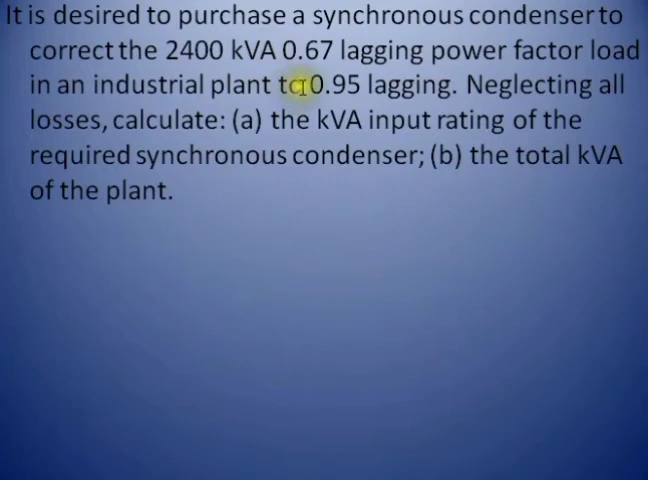 It is desired to purchase a synchronous condenser to
correct the 2400 kVA 0.67 lagging power factor load
in an industrial plant to 0.95 lagging. Neglecting all
losses, calculate: (a) the kVA input rating of the
required synchronous condenser; (b) the total kVA
of the plant.